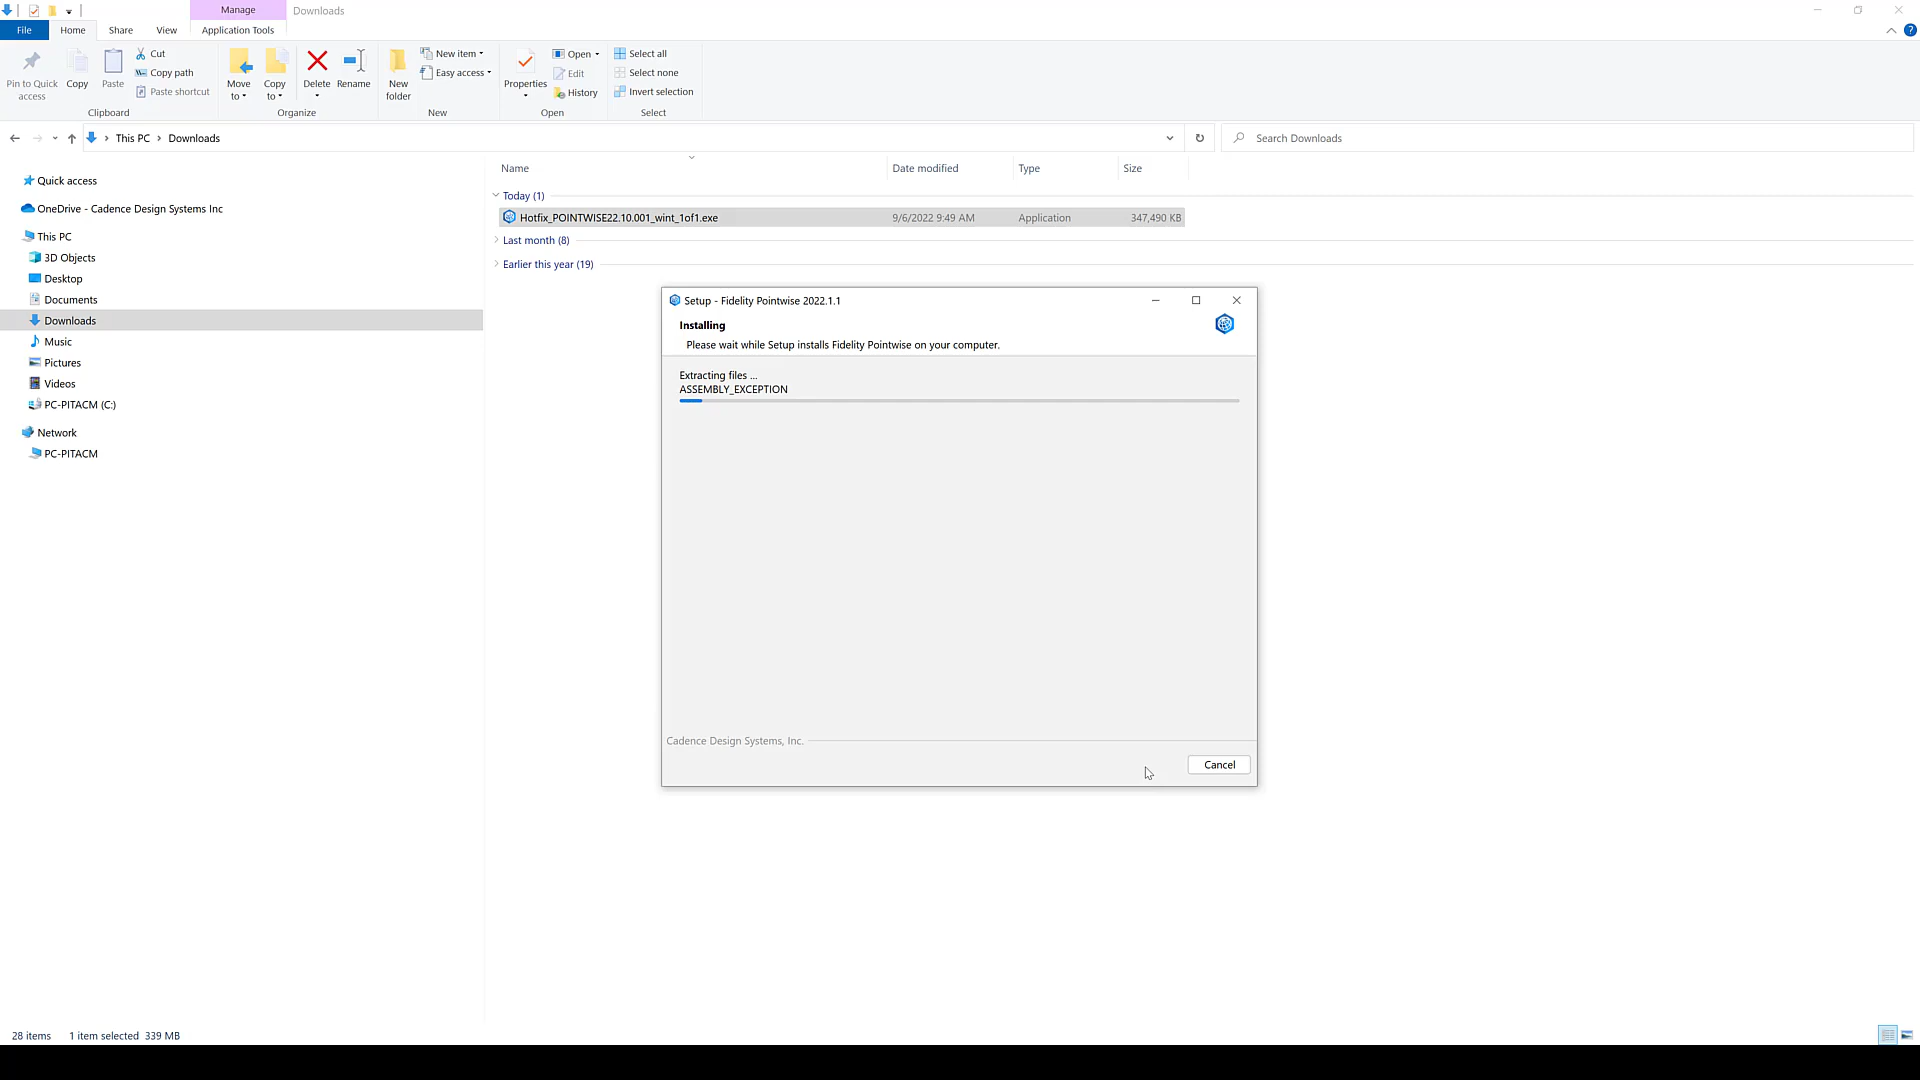 Manage
Downloads
File
Home
Share
View
Application Tools
Pin to Quick
access
Copy
Paste
Cut
Copy path
Paste shortcut
Clipboard
Move
to
Copy
to
Delete
Rename
Organize
New
folder
New item
Easy access
New
Properties
Open
Edit
History
Open
Select all
Select none
Invert selection
Select
This PC
Downloads
Search Downloads
Name
Date modified
Type
Size
Quick access
OneDrive - Cadence Design Systems Inc
This PC
3D Objects
Desktop
Documents
Downloads
Music
Pictures
Videos
PC-PITACM (C:)
Network
PC-PITACM
Today (1)
Hotfix_POINTWISE22.10.001_wint_1of1.exe
9/6/2022 9:49 AM
Application
347,490 KB
Last month (8)
Earlier this year (19)
Setup - Fidelity Pointwise 2022.1.1
Installing
Please wait while Setup installs Fidelity Pointwise on your computer.
Extracting files ...
ASSEMBLY_EXCEPTION
Cadence Design Systems, Inc.
Cancel
28 items
1 item selected 339 MB